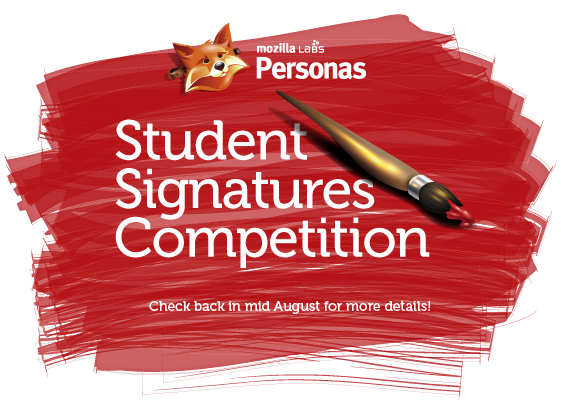 mozilla LABS
Personas
Student
Signatures
Competition
Check back in mid August for more details!